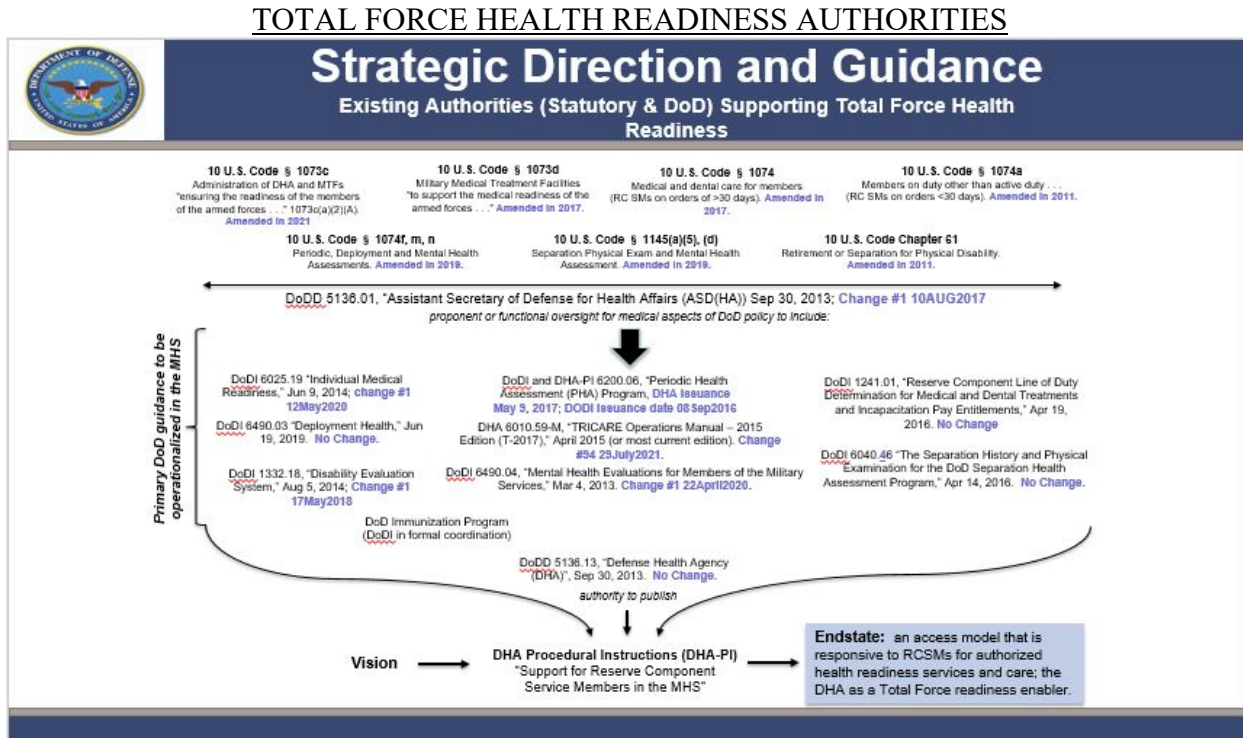 TOTAL FORCE HEALTH READINESS AUTHORITIES
DEPARTMENT OF DEFENSE
UNITED STATES OF AMERICA
Strategic Direction and Guidance
Existing Authorities (Statutory & DoD) Supporting Total Force Health
Readiness
10 U.S. Code § 1073c
Administration of DHA and MTFs
"ensuring the readiness of the members
of the armed forces . . ." 1073c(a)(2)(A).
Amended in 2021
10 U.S. Code § 1073d
Military Medical Treatment Facilities
"to support the medical readiness of the
armed forces . . ." Amended in 2017.
10 U.S. Code § 1074
Medical and dental care for members
(RC SMs on orders of >30 days). Amended in
2017.
10 U.S. Code § 1074a
Members on duty other than active duty . . .
(RC SMs on orders <30 days). Amended in 2011.
10 U.S. Code § 1074f, m, n
Periodic, Deployment and Mental Health
Assessments. Amended in 2019.
10 U.S. Code § 1145(a)(5), (d)
Separation Physical Exam and Mental Health
Assessment. Amended in 2019.
10 U.S. Code Chapter 61
Retirement or Separation for Physical Disability.
Amended in 2011.
DoDD 5136.01, "Assistant Secretary of Defense for Health Affairs (ASD(HA)) Sep 30, 2013; Change #1 10AUG2017
proponent or functional oversight for medical aspects of DoD policy to include:
Primary DoD guidance to be
operationalized in the MHS
DoDI 6025.19 "Individual Medical
Readiness," Jun 9, 2014; change #1
12May2020
DoDI 6490.03 "Deployment Health," Jun
19, 2019. No Change.
DoDI 1332.18, "Disability Evaluation
System," Aug 5, 2014; Change #1
17May2018
DoDI and DHA-PI 6200.06, "Periodic Health
Assessment (PHA) Program, DHA Issuance
May 9, 2017; DODI Issuance date 08Sep2016
DHA 6010.59-M, "TRICARE Operations Manual – 2015
Edition (T-2017)," April 2015 (or most current edition). Change
#94 29July2021.
DoDI 6490.04, "Mental Health Evaluations for Members of the Military
Services," Mar 4, 2013. Change #1 22April2020.
DoDI 1241.01, "Reserve Component Line of Duty
Determination for Medical and Dental Treatments
and Incapacitation Pay Entitlements," Apr 19,
2016. No Change
DoDI 6040.46 "The Separation History and Physical
Examination for the DoD Separation Health
Assessment Program," Apr 14, 2016. No Change.
DoD Immunization Program
(DoDI in formal coordination)
DoDD 5136.13, "Defense Health Agency
(DHA)", Sep 30, 2013. No Change.
authority to publish
Vision
DHA Procedural Instructions (DHA-PI)
"Support for Reserve Component
Service Members in the MHS"
Endstate: an access model that is
responsive to RCSMs for authorized
health readiness services and care; the
DHA as a Total Force readiness enabler.